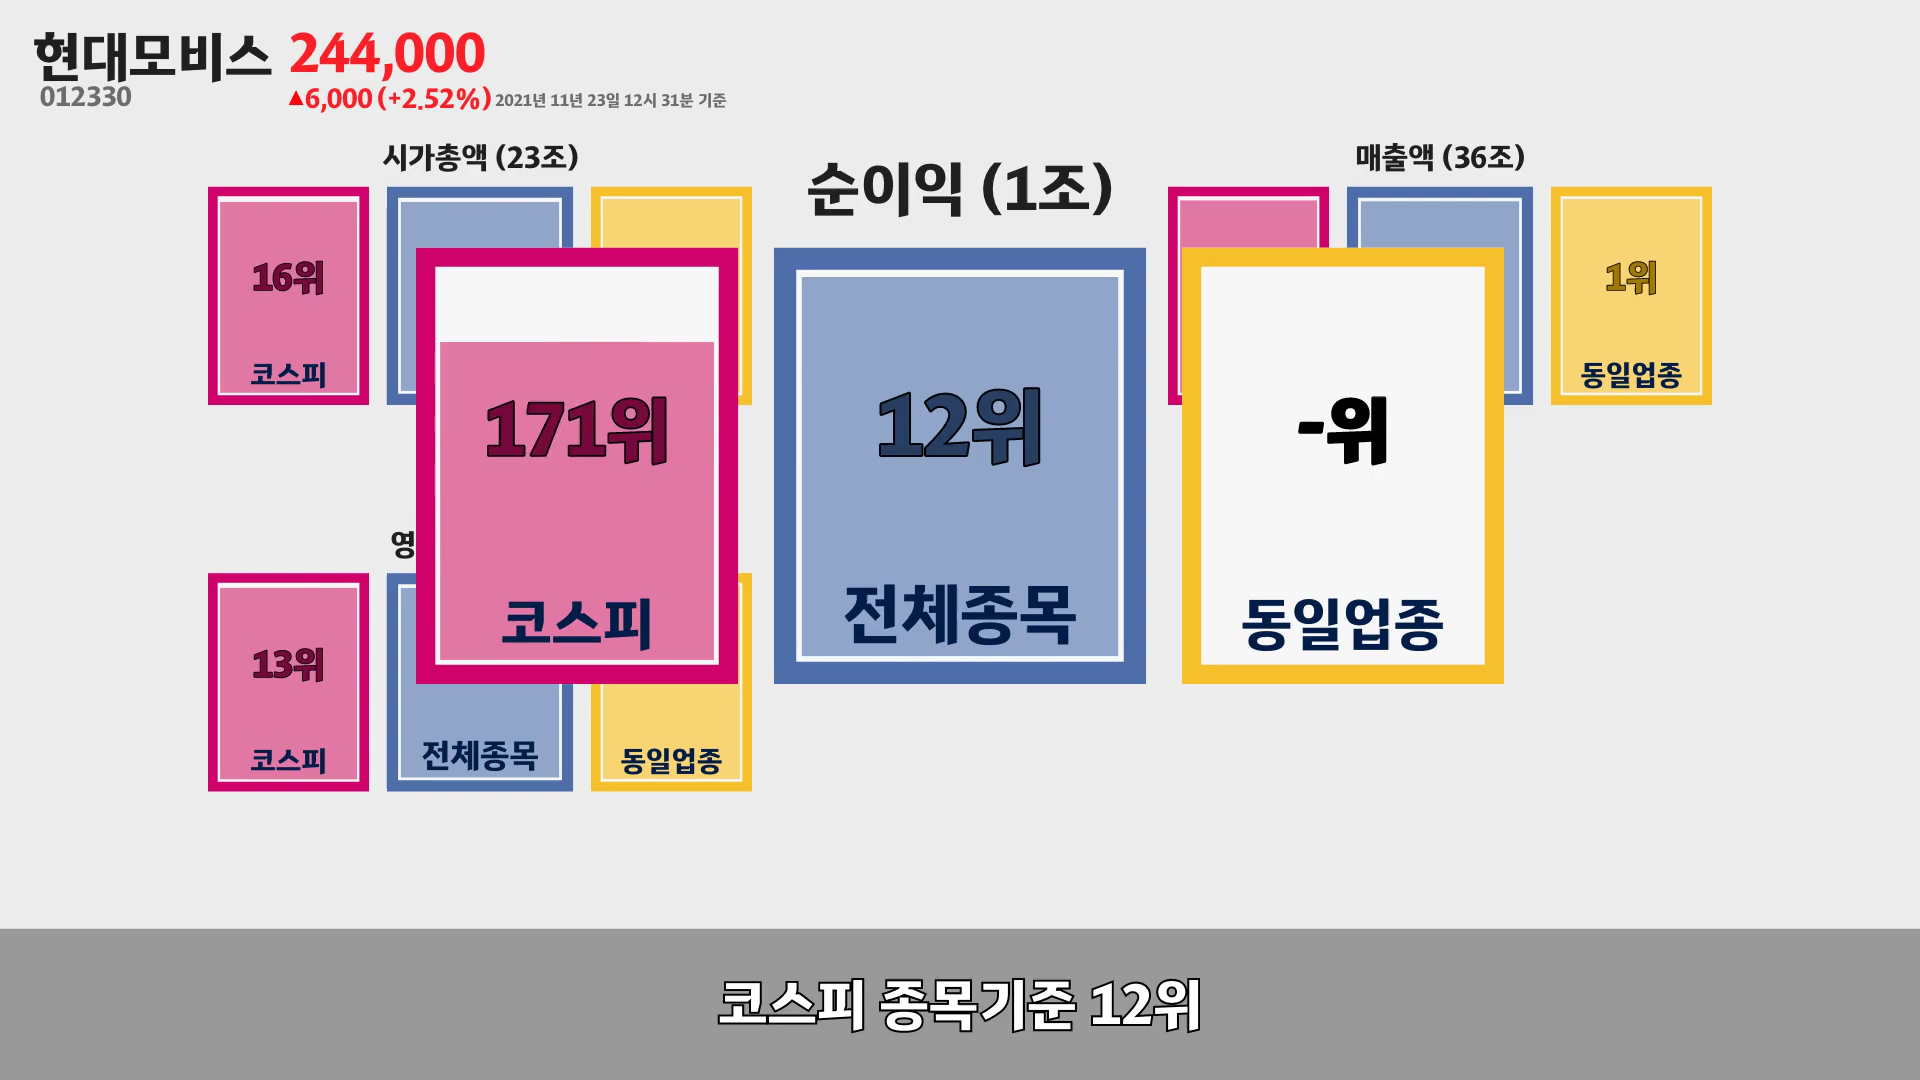 현대모비스 244,000
012330 ▲6,000 (+2.52%) 2021년 11년 23일 12시 31분 기준
시가총액 (23조)
순이익 (1조)
매출액 (36조)
16위
코스피
171위
코스피
12위
전체종목
-위
동일업종
1위
동일업종
영
13위
코스피
전체종목
동일업종
코스피 종목기준 12위